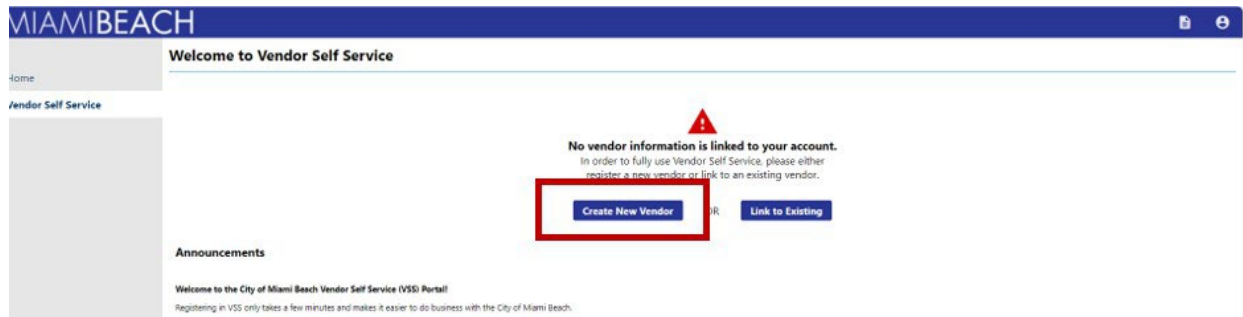 MIAMIBEACH
Welcome to Vendor Self Service
Home
Vendor Self Service
No vendor information is linked to your account.
In order to fully use Vendor Self Service, please either
register a new vendor or link to an existing vendor.
Create New Vendor OR Link to Existing
Announcements
Welcome to the City of Miami Beach Vendor Self Service (VSS) Portal!
Registering in VSS only takes a few minutes and makes it easier to do business with the City of Miami Beach.